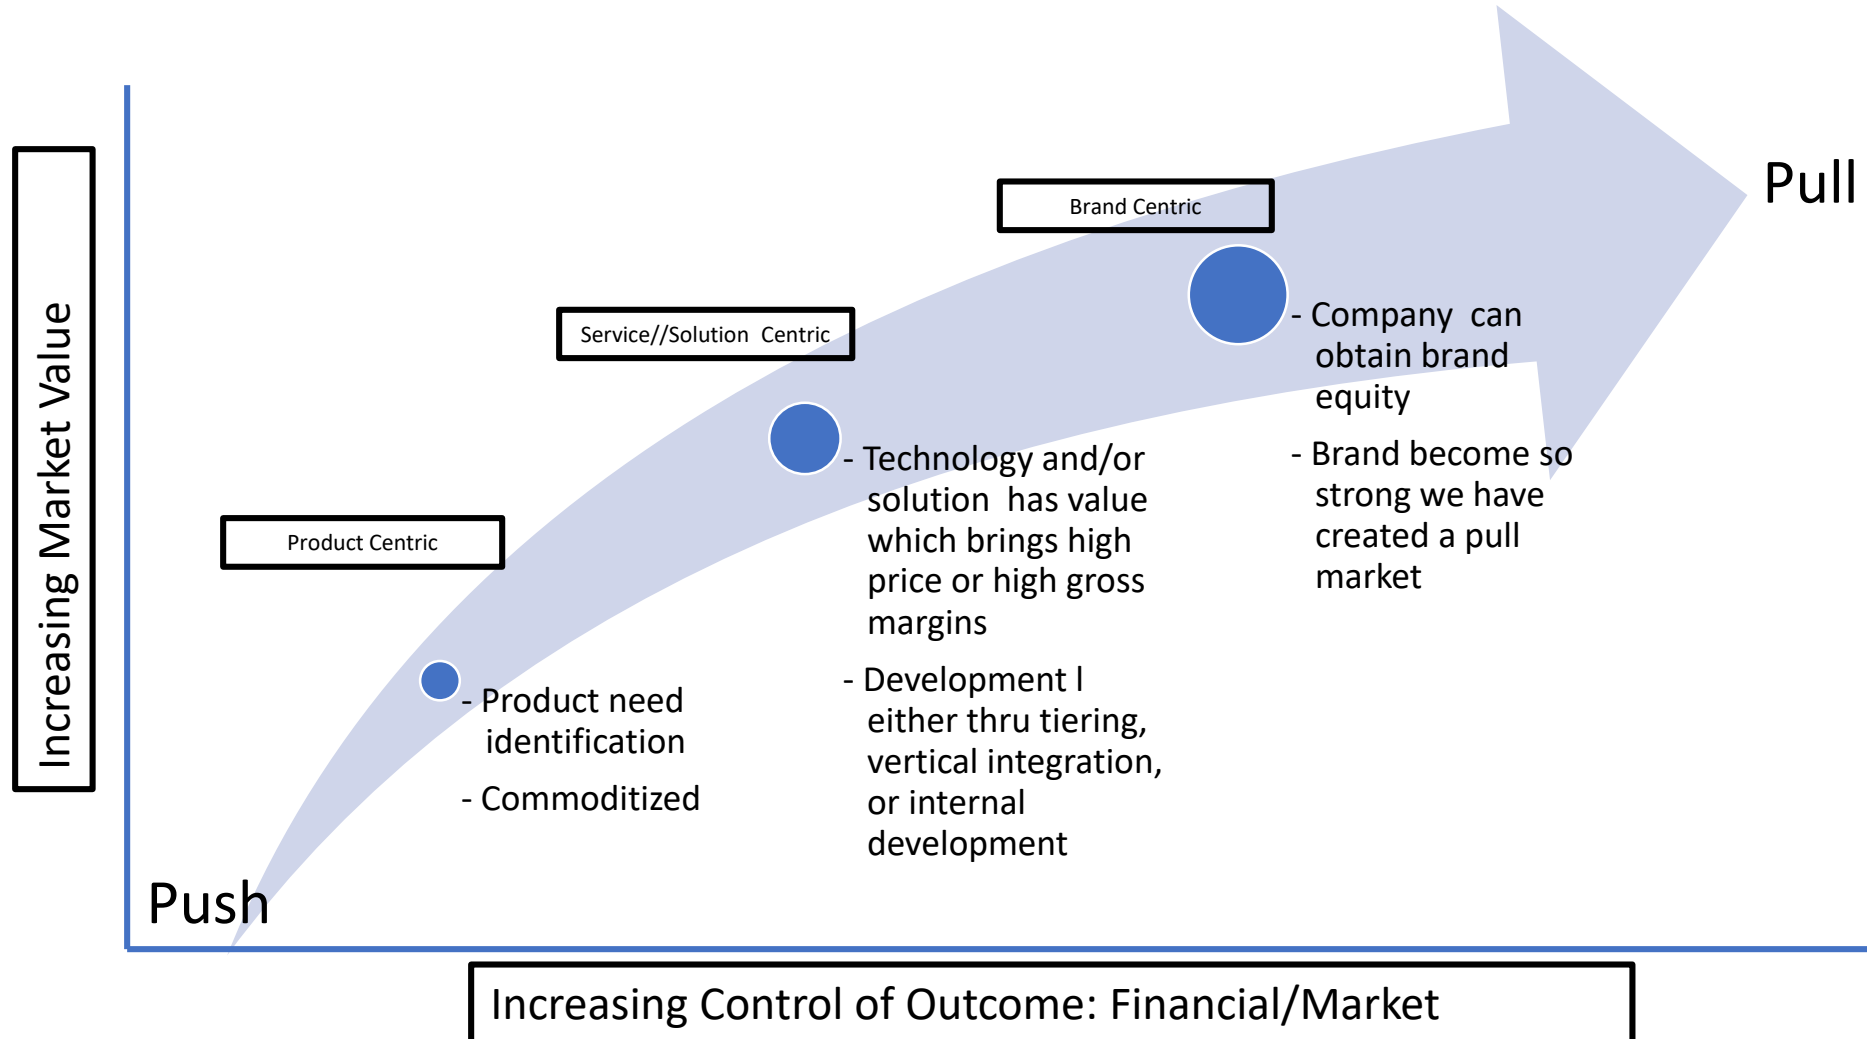 Pull
Brand Centric
- Company can
obtain brand
equity
- Brand become so
strong we have
created a pull
market
Service//Solution Centric
- Technology and/or
solution has value
which brings high
price or high gross
margins
- Development l
either thru tiering,
vertical integration,
or internal
development
Product Centric
- Product need
identification
- Commoditized
Increasing Market Value
Push
Increasing Control of Outcome: Financial/Market